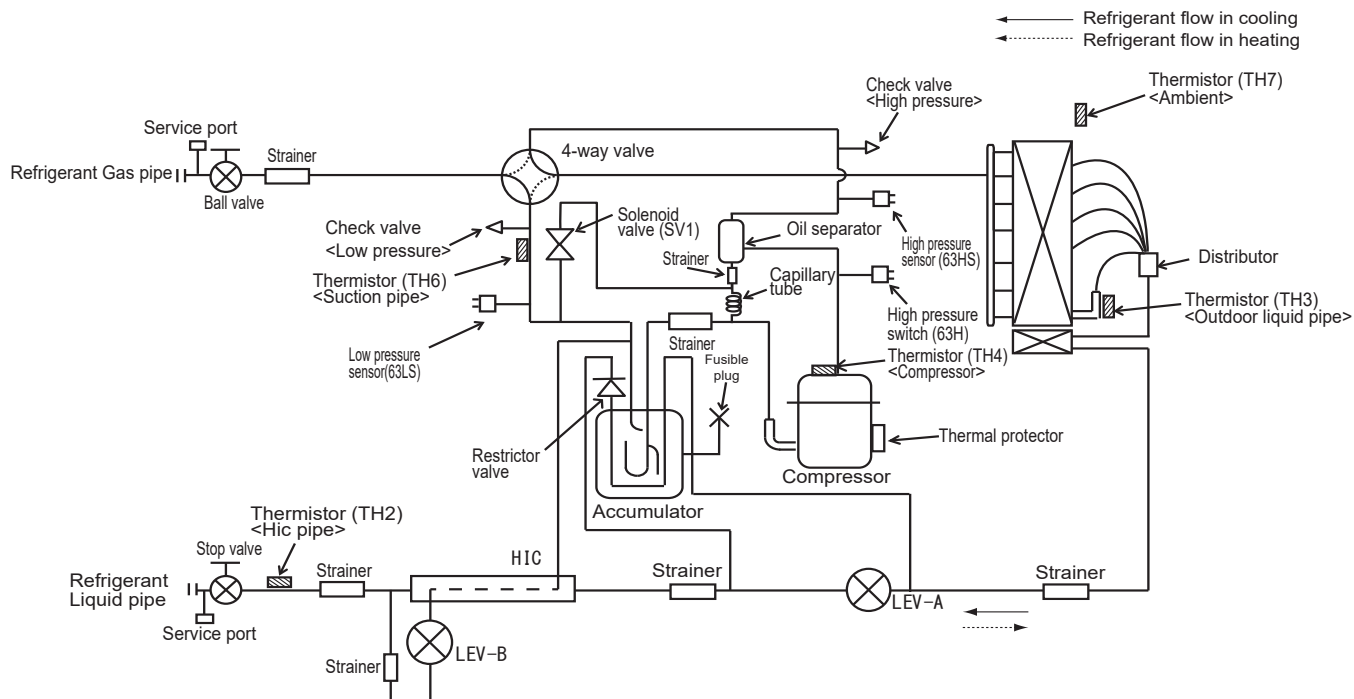 Refrigerant flow in cooling
Refrigerant flow in heating
Check valve
<High pressure>
Thermistor (TH7)
<Ambient>
Service port
Refrigerant Gas pipe
Ball valve
Strainer
4-way valve
Check valve
<Low pressure>
Thermistor (TH6)
<Suction pipe>
Low pressure
sensor(63LS)
Solenoid
valve (SV1)
Oil separator
Strainer
Capillary
tube
High pressure
sensor (63HS)
High pressure
switch (63H)
Distributor
Thermistor (TH3)
<Outdoor liquid pipe>
Strainer
Fusible
plug
Thermistor (TH4)
<Compressor>
Restrictor
valve
Thermal protector
Compressor
Accumulator
Thermistor (TH2)
<Hic pipe>
Stop valve
Refrigerant
Liquid pipe
Service port
Strainer
HIC
Strainer
LEV-A
Strainer
Strainer
LEV-B